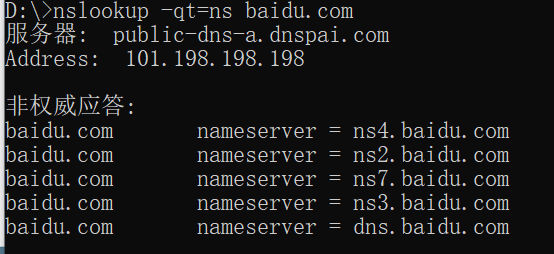 D:\>nslookup -qt=ns baidu.com
服务器:  public-dns-a.dnspai.com
Address:  101.198.198.198
非权威应答:
baidu.com       nameserver = ns4.baidu.com
baidu.com       nameserver = ns2.baidu.com
baidu.com       nameserver = ns7.baidu.com
baidu.com       nameserver = ns3.baidu.com
baidu.com       nameserver = dns.baidu.com